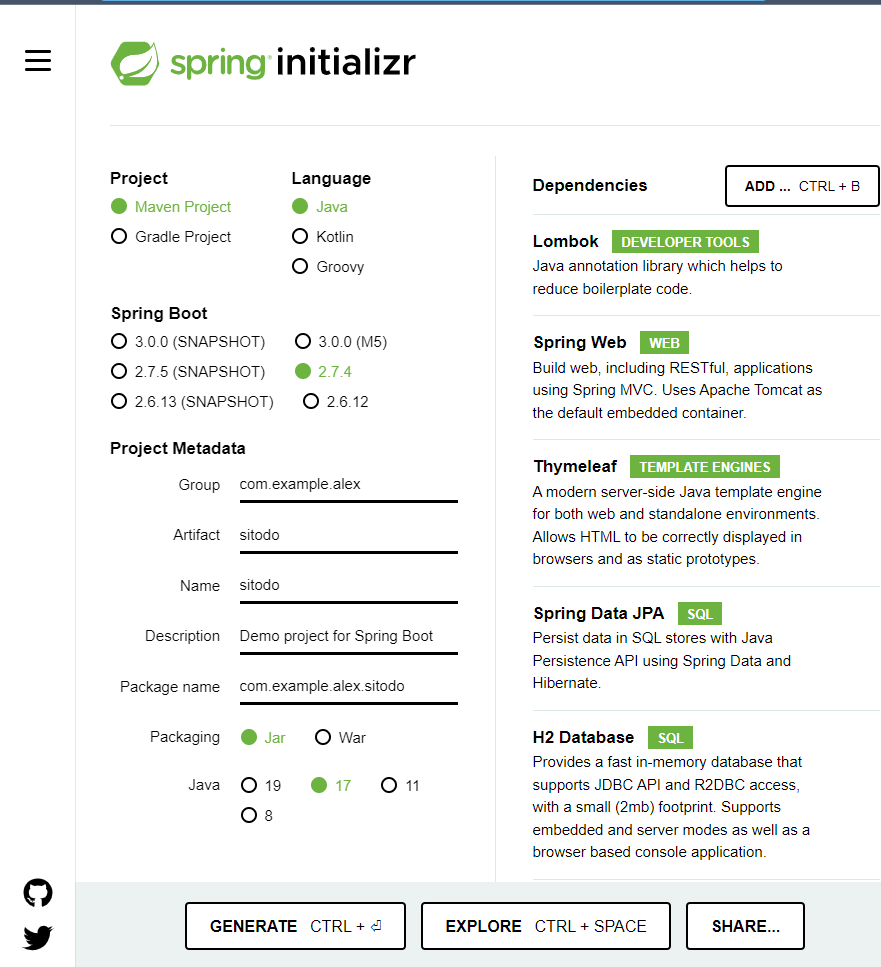 spring initializr
Project
Maven Project
Gradle Project
Language
Java
Kotlin
Groovy
Spring Boot
3.0.0 (SNAPSHOT)
3.0.0 (M5)
2.7.5 (SNAPSHOT)
2.7.4
2.6.13 (SNAPSHOT)
2.6.12
Project Metadata
Group com.example.alex
Artifact sitodo
Name sitodo
Description Demo project for Spring Boot
Package name com.example.alex.sitodo
Packaging Jar War
Java 19 17 11
8
Dependencies
ADD ... CTRL + B
Lombok DEVELOPER TOOLS
Java annotation library which helps to
reduce boilerplate code.
Spring Web WEB
Build web, including RESTful, applications
using Spring MVC. Uses Apache Tomcat as
the default embedded container.
Thymeleaf TEMPLATE ENGINES
A modern server-side Java template engine
for both web and standalone environments.
Allows HTML to be correctly displayed in
browsers and as static prototypes.
Spring Data JPA SQL
Persist data in SQL stores with Java
Persistence API using Spring Data and
Hibernate.
H2 Database SQL
Provides a fast in-memory database that
supports JDBC API and R2DBC access,
with a small (2mb) footprint. Supports
embedded and server modes as well as a
browser based console application.
GENERATE CTRL + ⏎
EXPLORE CTRL + SPACE
SHARE...